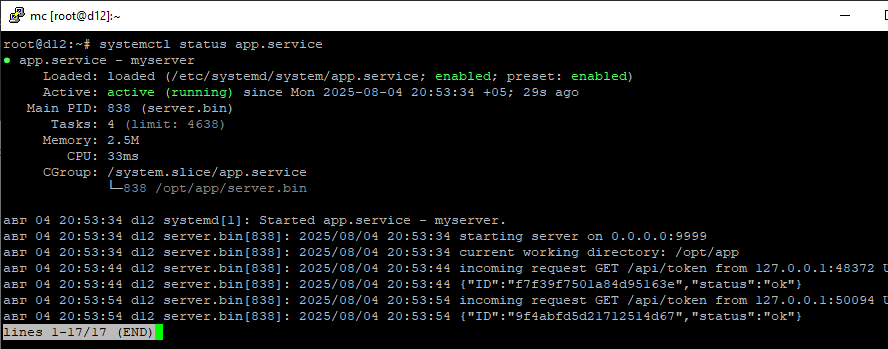 mc [root@d12]:~
root@d12:~# systemctl status app.service
● app.service - myserver
Loaded: loaded (/etc/systemd/system/app.service; enabled; preset: enabled)
Active: active (running) since Mon 2025-08-04 20:53:34 +05; 29s ago
Main PID: 838 (server.bin)
Tasks: 4 (limit: 4638)
Memory: 2.5M
CPU: 33ms
CGroup: /system.slice/app.service
└─838 /opt/app/server.bin
авг 04 20:53:34 d12 systemd[1]: Started app.service - myserver.
авг 04 20:53:34 d12 server.bin[838]: 2025/08/04 20:53:34 starting server on 0.0.0.0:9999
авг 04 20:53:34 d12 server.bin[838]: 2025/08/04 20:53:34 current working directory: /opt/app
авг 04 20:53:44 d12 server.bin[838]: 2025/08/04 20:53:44 incoming request GET /api/token from 127.0.0.1:48372 U
авг 04 20:53:44 d12 server.bin[838]: 2025/08/04 20:53:44 {"ID":"f7f39f7501a84d95163e","status":"ok"}
авг 04 20:53:54 d12 server.bin[838]: 2025/08/04 20:53:54 incoming request GET /api/token from 127.0.0.1:50094 U
авг 04 20:53:54 d12 server.bin[838]: 2025/08/04 20:53:54 {"ID":"9f4abfd5d21712514d67","status":"ok"}
lines 1-17/17 (END)